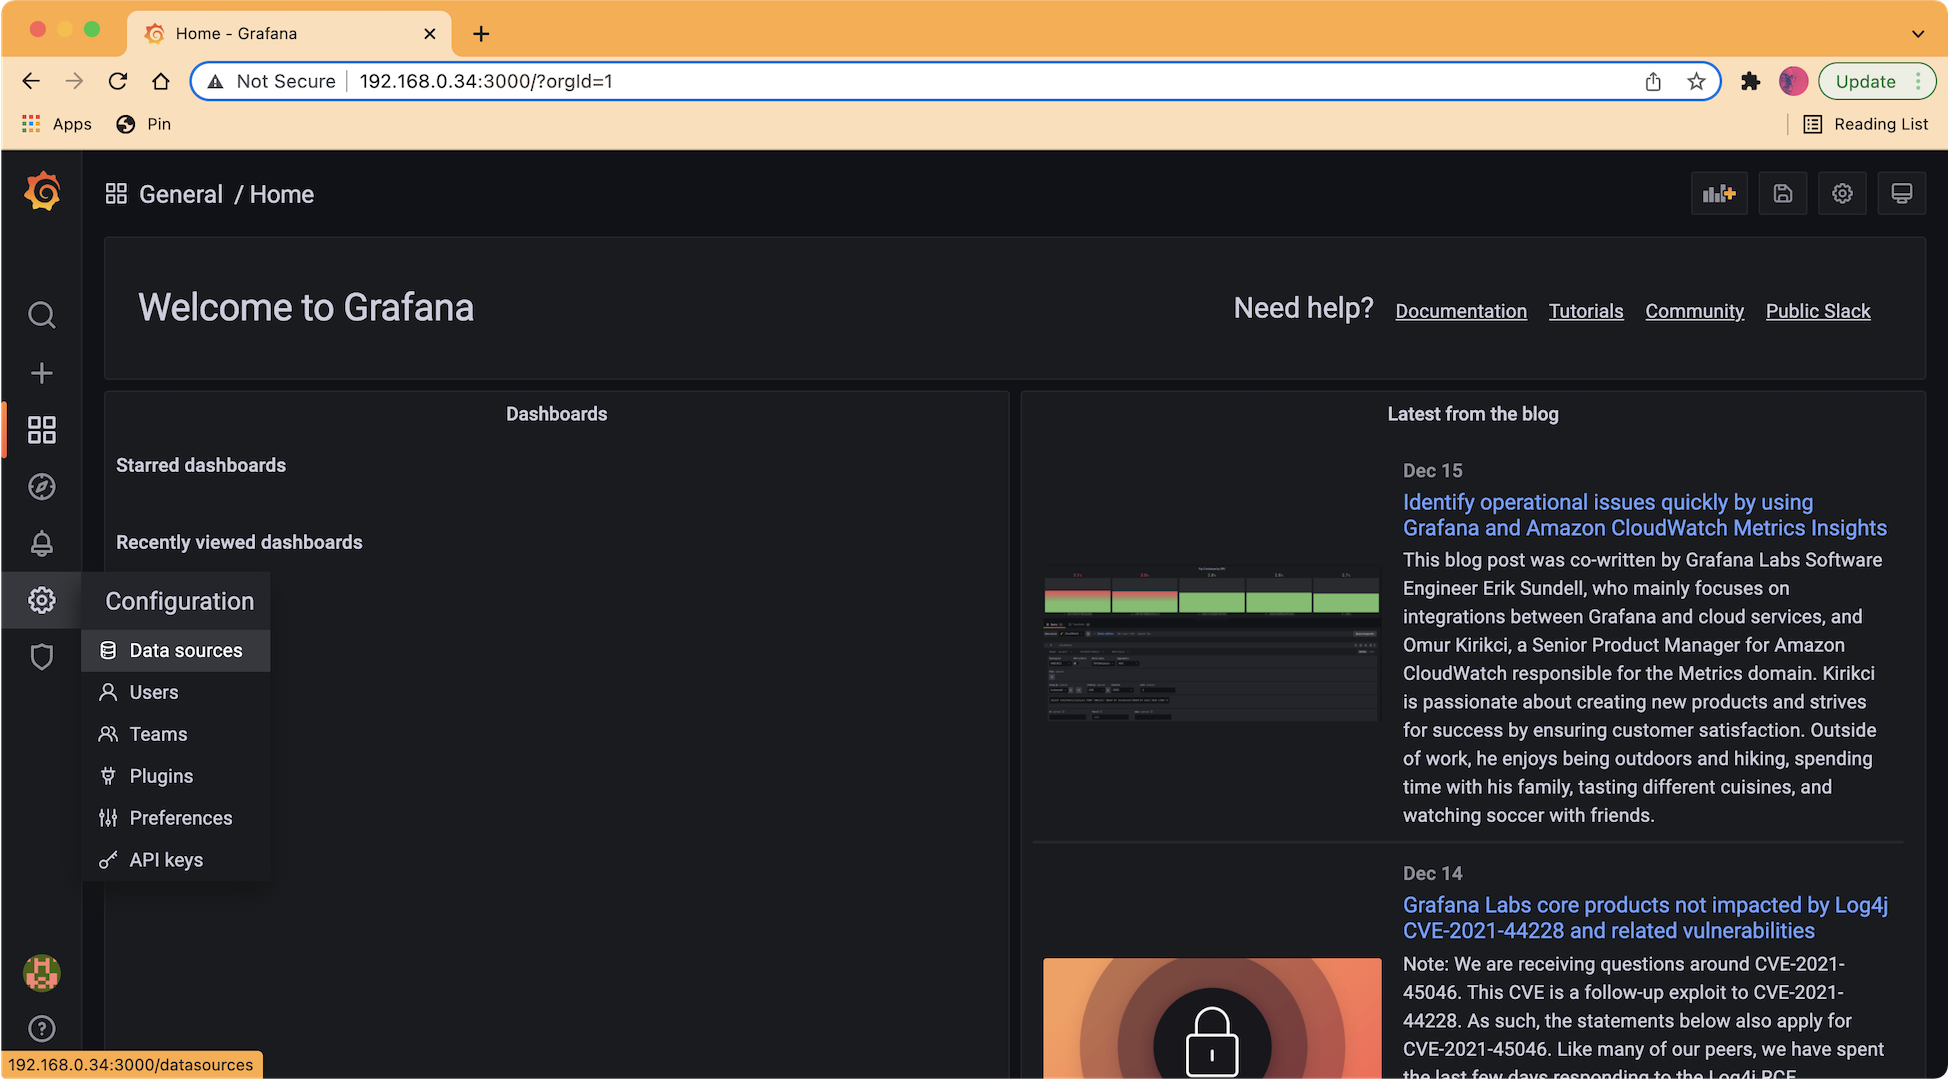 Home - Grafana
Not Secure
192.168.0.34:3000/?orgId=1
Update
Apps
Pin
Reading List
General / Home
Welcome to Grafana
Need help?
Documentation
Tutorials
Community
Public Slack
Dashboards
Starred dashboards
Recently viewed dashboards
Configuration
Data sources
Users
Teams
Plugins
Preferences
API keys
Latest from the blog
Dec 15
Identify operational issues quickly by using
Grafana and Amazon CloudWatch Metrics Insights
This blog post was co-written by Grafana Labs Software
Engineer Erik Sundell, who mainly focuses on
integrations between Grafana and cloud services, and
Omur Kirikci, a Senior Product Manager for Amazon
CloudWatch responsible for the Metrics domain. Kirikci
is passionate about creating new products and strives
for success by ensuring customer satisfaction. Outside
of work, he enjoys being outdoors and hiking, spending
time with his family, tasting different cuisines, and
watching soccer with friends.
Dec 14
Grafana Labs core products not impacted by Log4j
CVE-2021-44228 and related vulnerabilities
Note: We are receiving questions around CVE-2021-
45046. This CVE is a follow-up exploit to CVE-2021-
44228. As such, the statements below also apply for
CVE-2021-45046. Like many of our peers, we have spent
the last few days responding to the Log4j RCE
192.168.0.34:3000/datasources